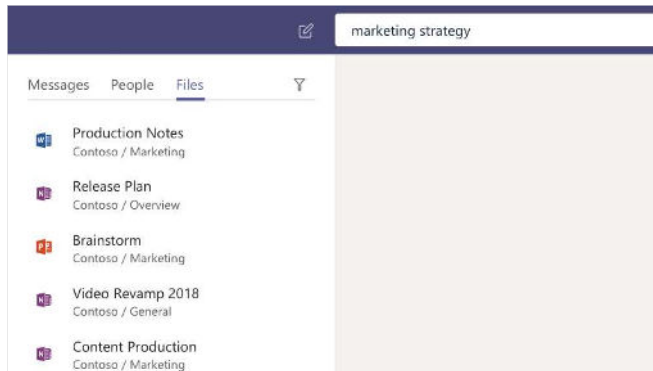 marketing strategy
Messages People Files
Production Notes
Contoso / Marketing
Release Plan
Contoso / Overview
Brainstorm
Contoso / Marketing
Video Revamp 2018
Contoso / General
Content Production
Contoso / Marketing